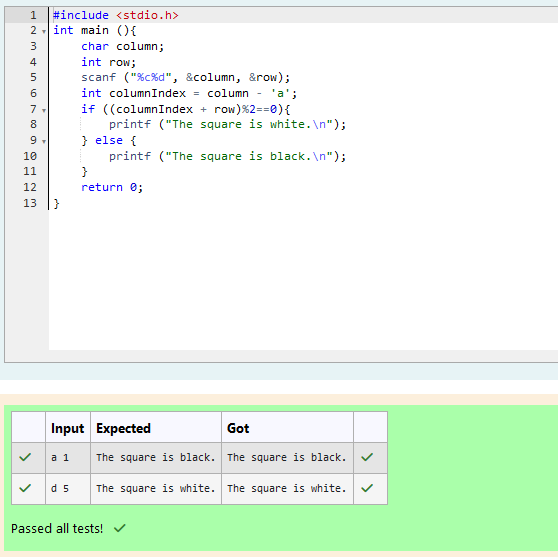 1 #include <stdio.h>
2 int main (){
3     char column;
4     int row;
5     scanf ("%c%d", &column, &row);
6     int columnIndex = column - 'a';
7     if ((columnIndex + row)%2==0){
8         printf ("The square is white.\n");
9     } else {
10         printf ("The square is black.\n");
11     }
12     return 0;
13 }
Input Expected Got
a 1 The square is black. The square is black.
d 5 The square is white. The square is white.
Passed all tests!